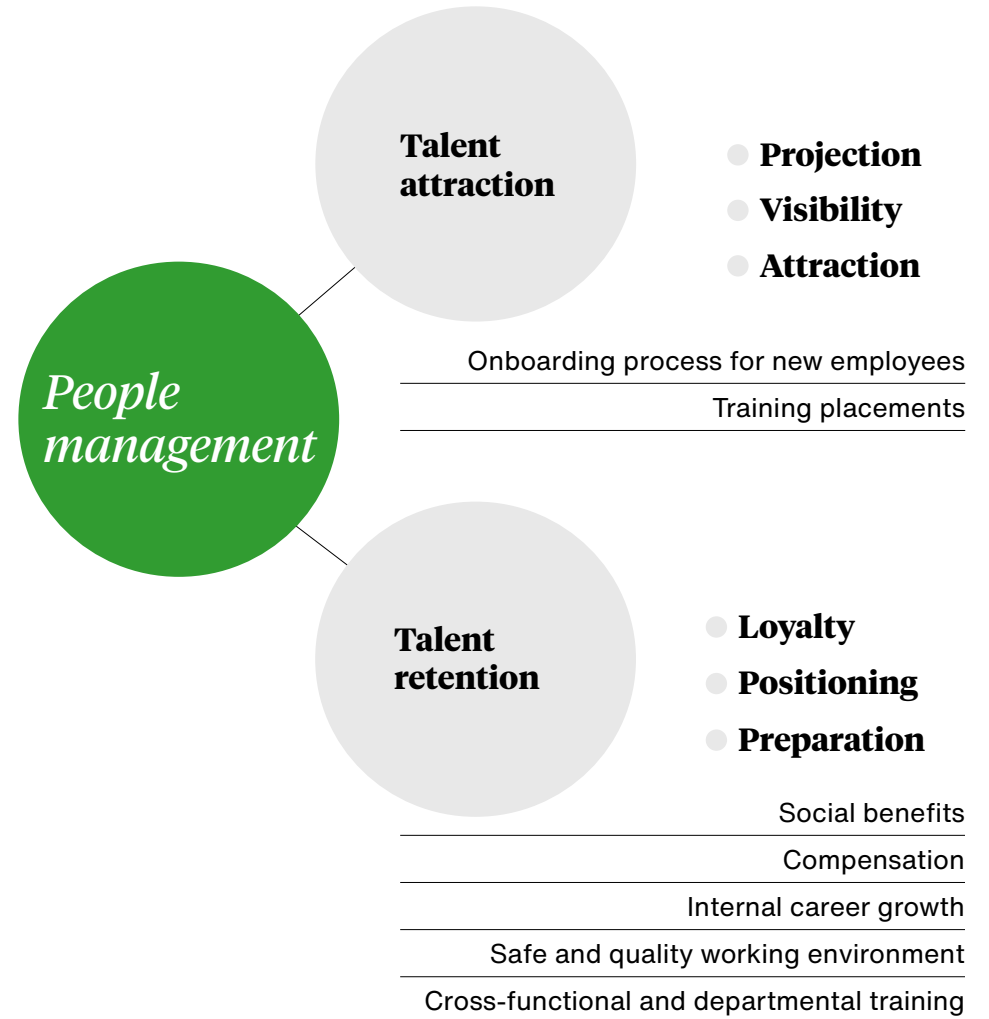 People
management
Talent
attraction
Projection
Visibility
Attraction
Onboarding process for new employees
Training placements
Talent
retention
Loyalty
Positioning
Preparation
Social benefits
Compensation
Internal career growth
Safe and quality working environment
Cross-functional and departmental training